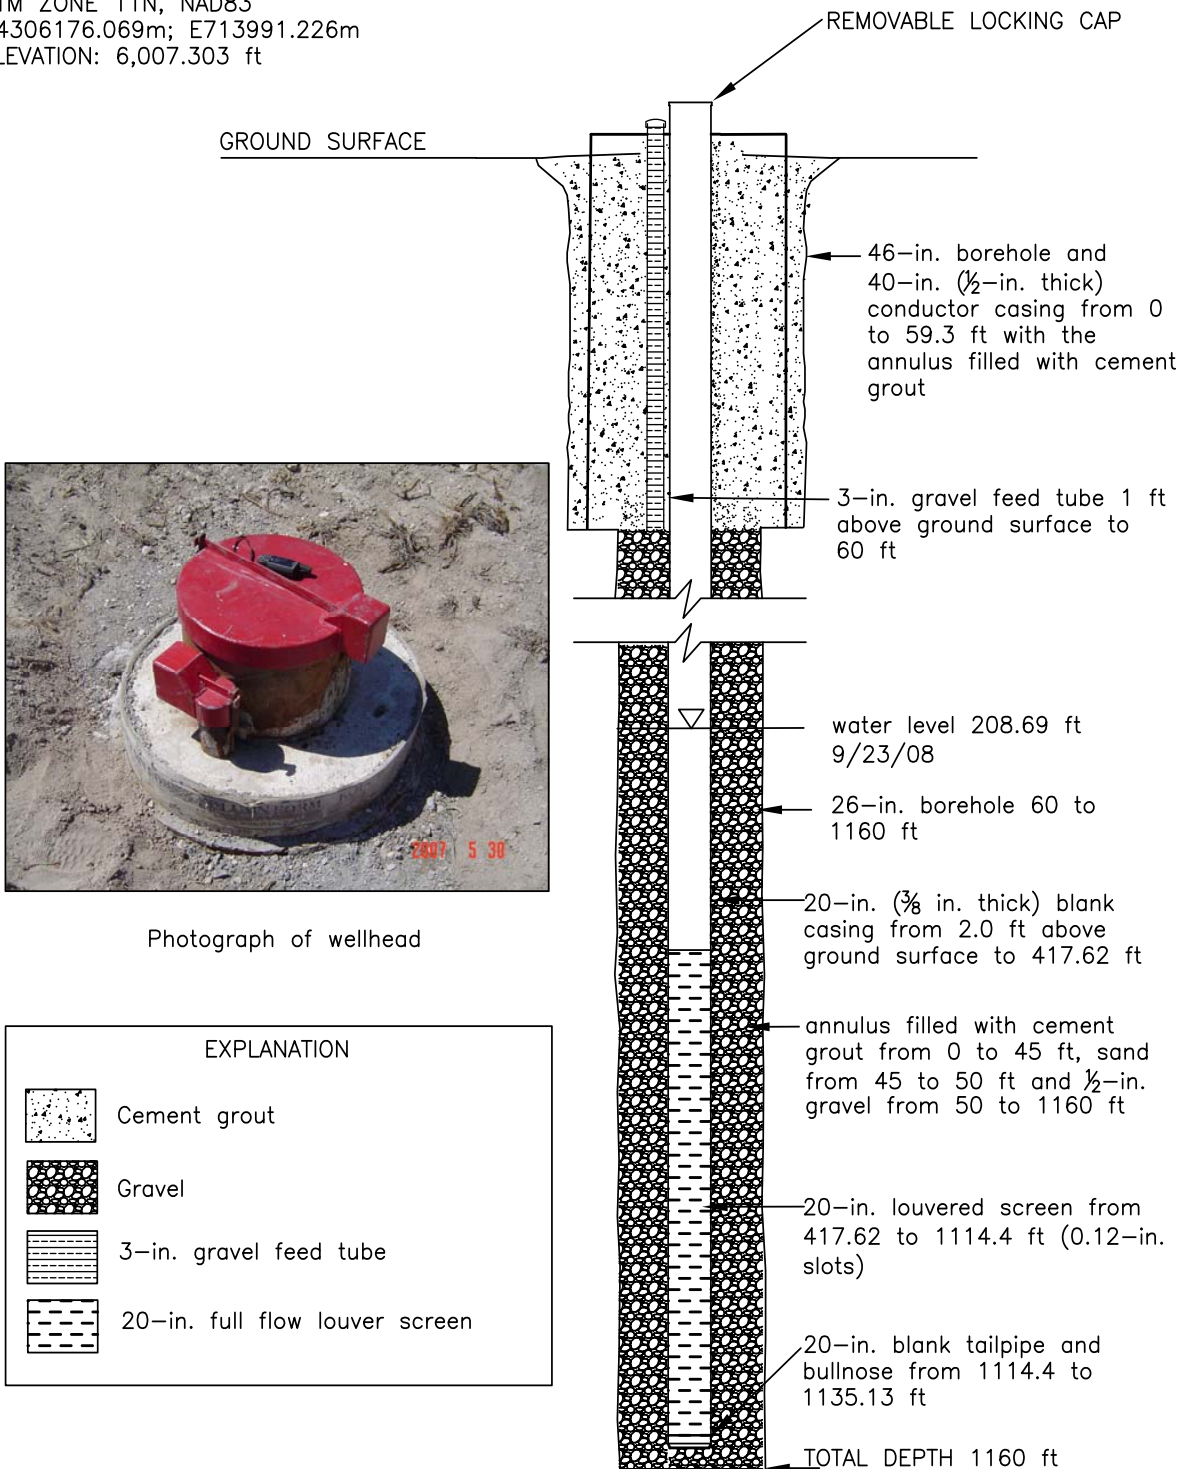 ZONE 11N, NAD83
4306176.069m; E713991.226m
ELEVATION: 6,007.303 ft
REMOVABLE LOCKING CAP
GROUND SURFACE
46-in. borehole and
40-in. (½-in. thick)
conductor casing from 0
to 59.3 ft with the
annulus filled with cement
grout
3-in. gravel feed tube 1 ft
above ground surface to
60 ft
water level 208.69 ft
9/23/08
26-in. borehole 60 to
1160 ft
20-in. (⅜ in. thick) blank
casing from 2.0 ft above
ground surface to 417.62 ft
annulus filled with cement
grout from 0 to 45 ft, sand
from 45 to 50 ft and ½-in.
gravel from 50 to 1160 ft
20-in. louvered screen from
417.62 to 1114.4 ft (0.12-in.
slots)
20-in. blank tailpipe and
bullnose from 1114.4 to
1135.13 ft
TOTAL DEPTH 1160 ft
2007 5 30
Photograph of wellhead
EXPLANATION
Cement grout
Gravel
3-in. gravel feed tube
20-in. full flow louver screen